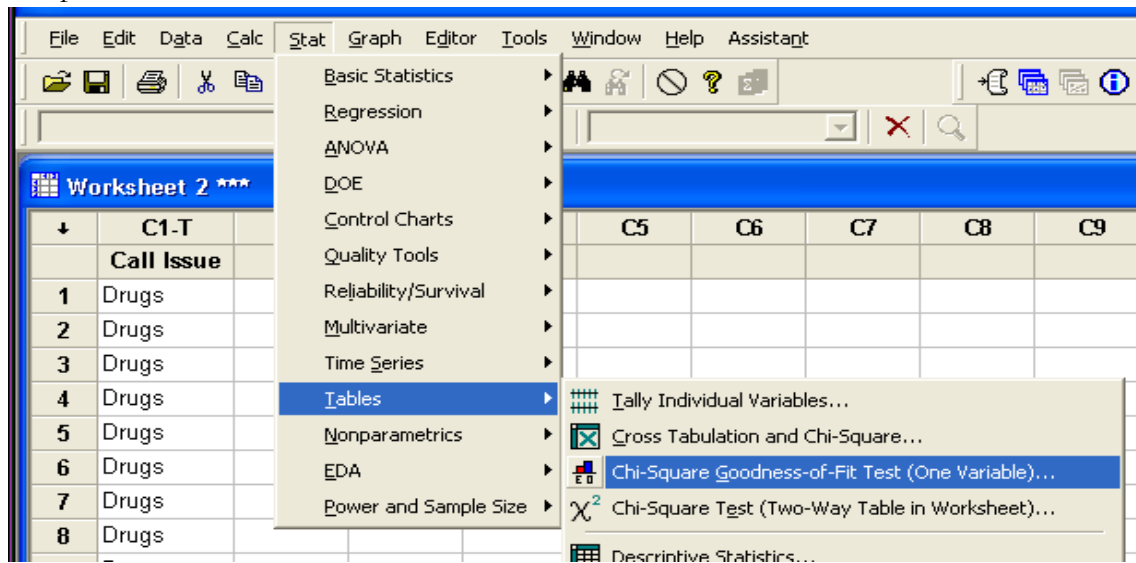 File Edit Data Calc Stat Graph Editor Tools Window Help Assistant
Basic Statistics
Regression
ANOVA
Worksheet 2 ***
DOE
C1-T Control Charts C5 C6 C7 C8 C9
Call Issue Quality Tools
1 Drugs Reliability/Survival
2 Drugs Multivariate
3 Drugs Time Series
4 Drugs Tables Tally Individual Variables...
5 Drugs Nonparametrics Cross Tabulation and Chi-Square...
6 Drugs EDA Chi-Square Goodness-of-Fit Test (One Variable)...
7 Drugs Power and Sample Size χ² Chi-Square Test (Two-Way Table in Worksheet)...
8 Drugs
Descriptive Statistics...